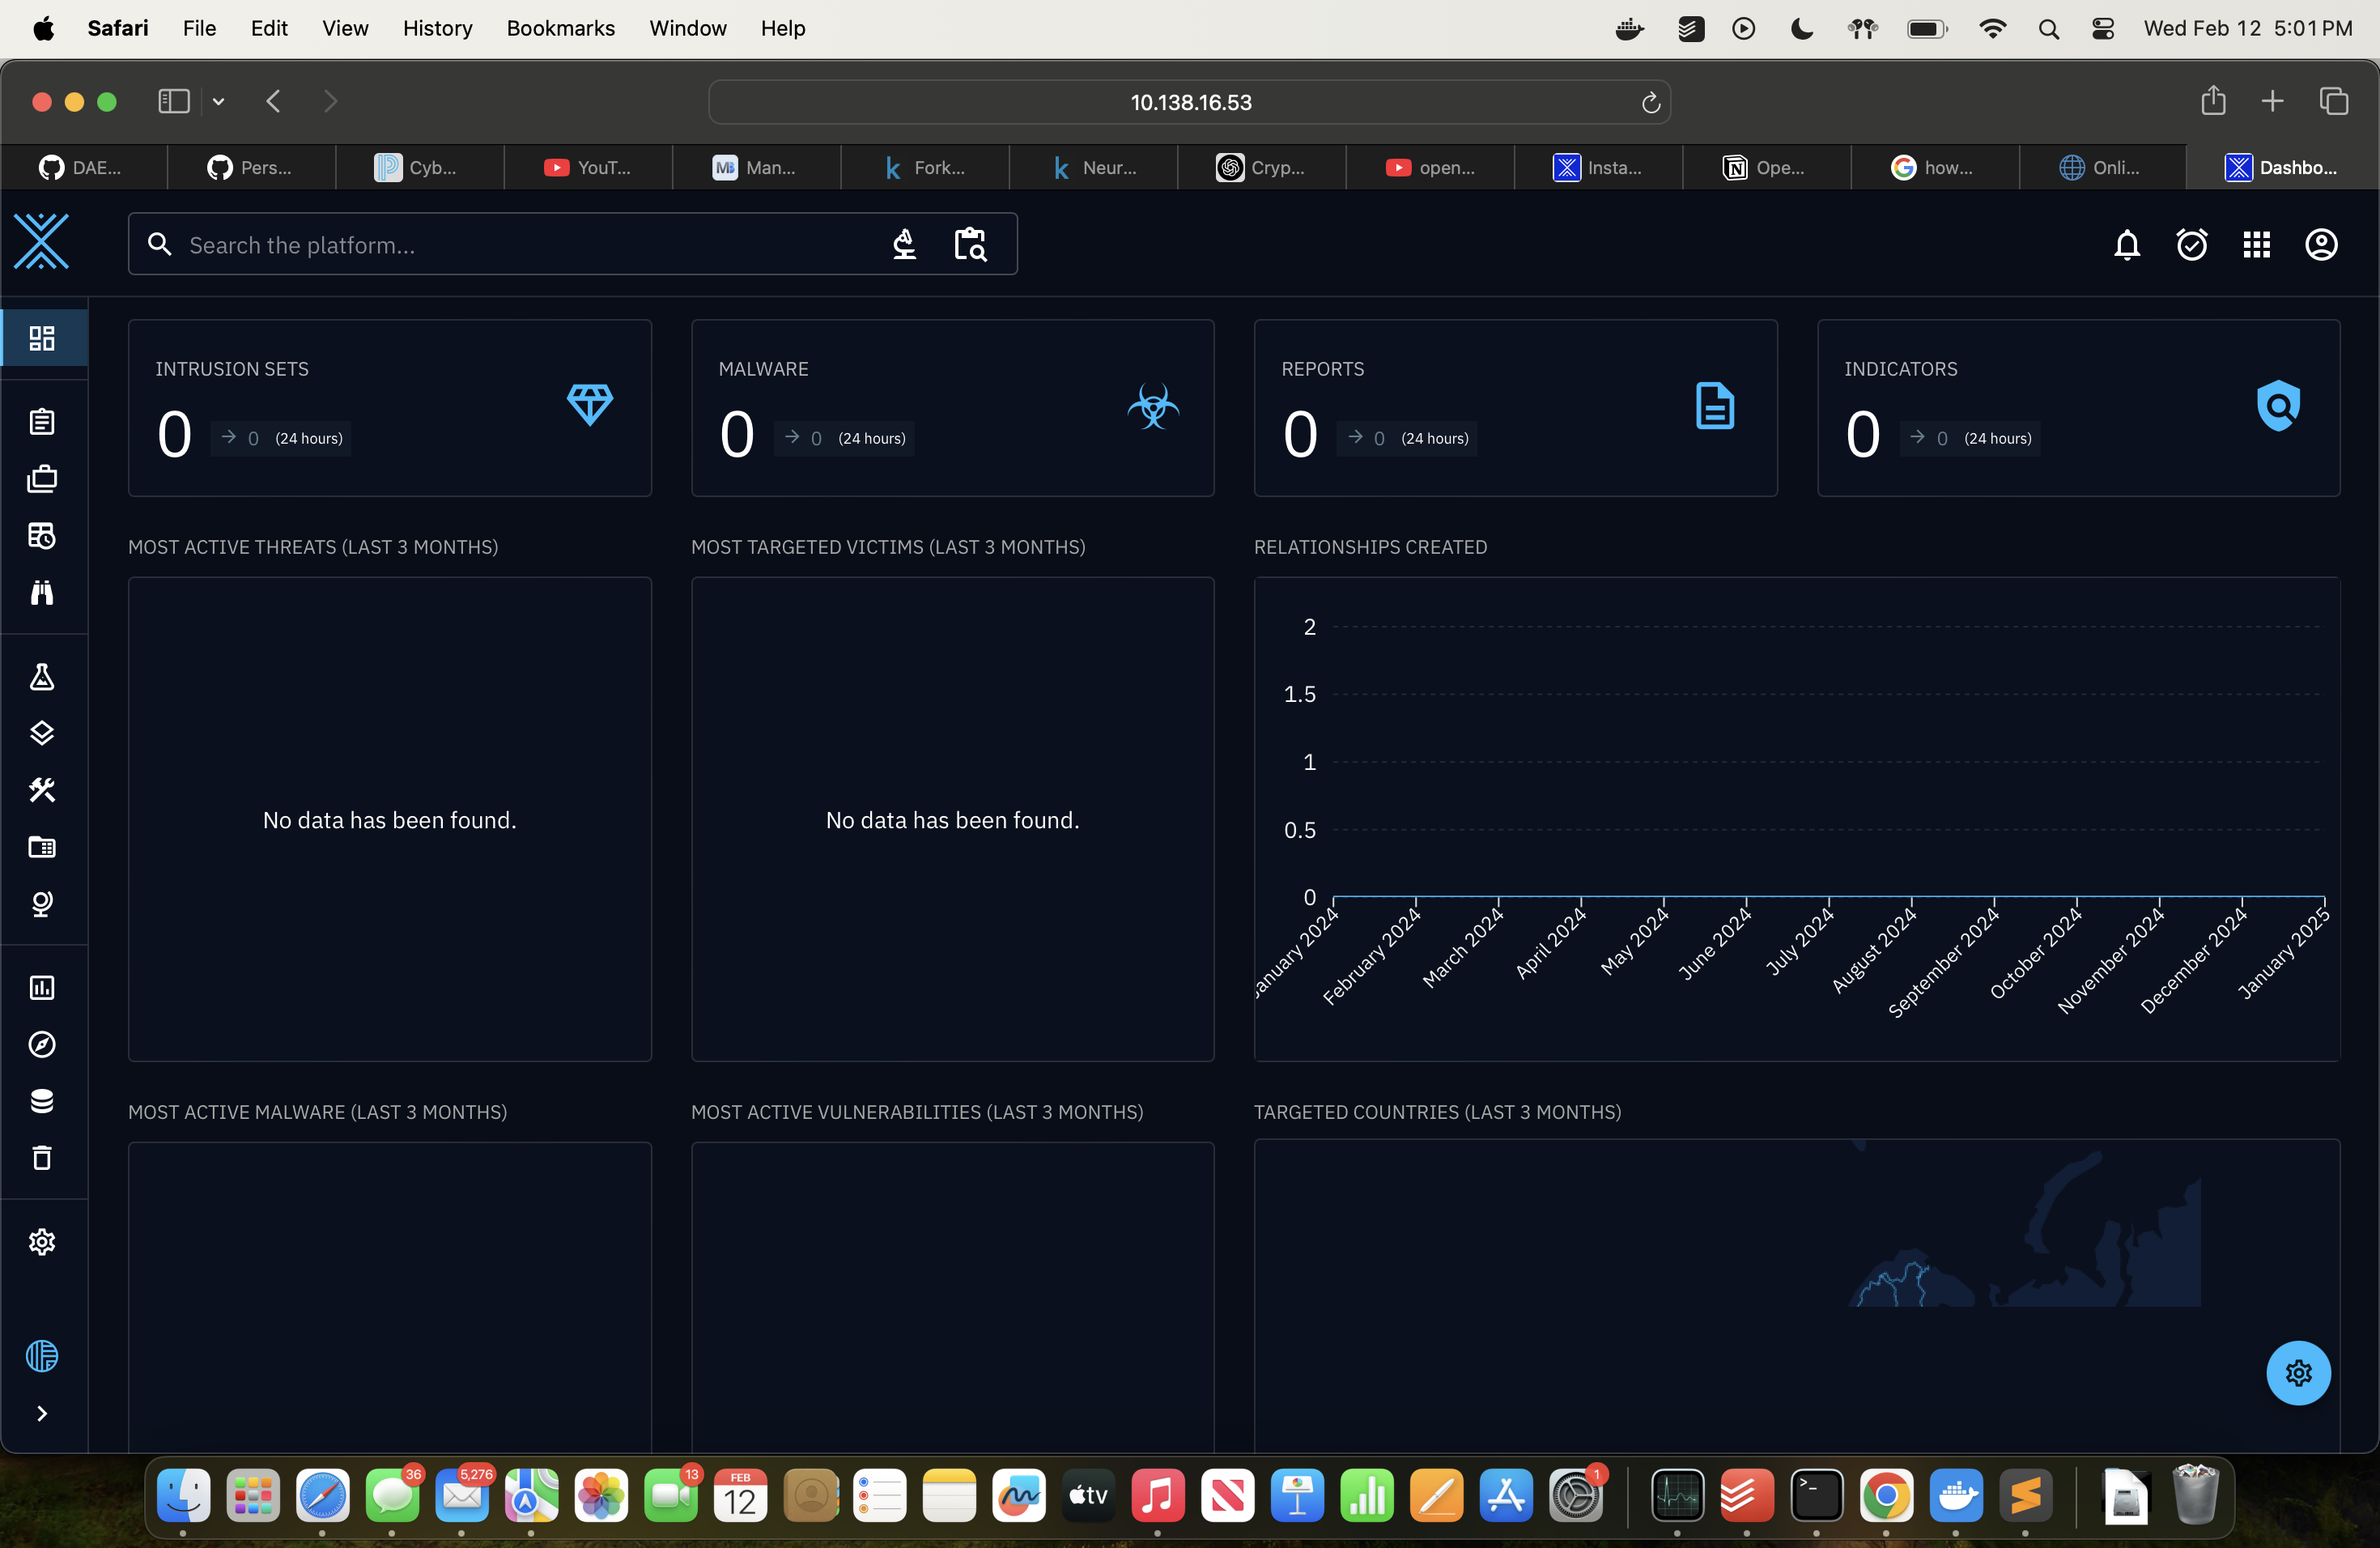 Safari File Edit View History Bookmarks Window Help Wed Feb 12 5:01 PM
10.138.16.53
DAE... Pers... Cyb... YouT... Man... Fork... Neur... Cryp... open... Insta... Ope... how... Onli... Dashbo...
Search the platform...
INTRUSION SETS
0 0 (24 hours)
MALWARE
0 0 (24 hours)
REPORTS
0 0 (24 hours)
INDICATORS
0 0 (24 hours)
MOST ACTIVE THREATS (LAST 3 MONTHS)
No data has been found.
MOST TARGETED VICTIMS (LAST 3 MONTHS)
No data has been found.
RELATIONSHIPS CREATED
2
1.5
1
0.5
0
anuary 2024
February 2024
March 2024
April 2024
May 2024
June 2024
July 2024
August 2024
September 2024
October 2024
November 2024
December 2024
January 2025
MOST ACTIVE MALWARE (LAST 3 MONTHS)
MOST ACTIVE VULNERABILITIES (LAST 3 MONTHS)
TARGETED COUNTRIES (LAST 3 MONTHS)
36
5,276
13
FEB
12
tv
1